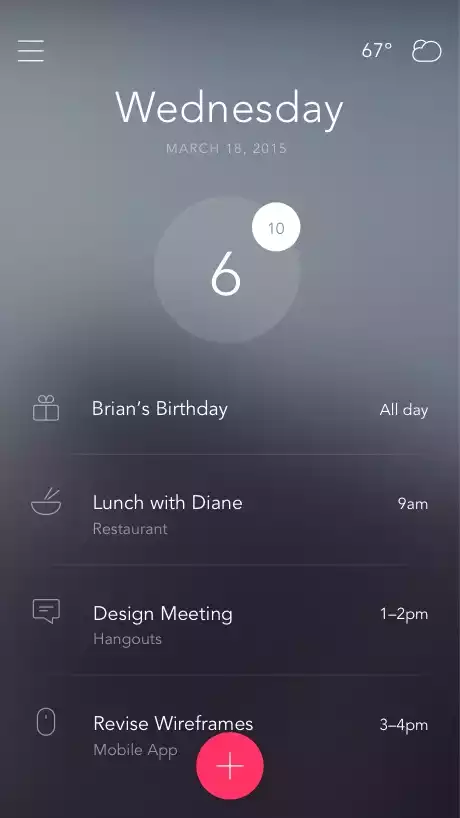 67°
Wednesday
MARCH 18, 2015
10
6
Brian’s Birthday
All day
Lunch with Diane
9am
Restaurant
Design Meeting
1–2pm
Hangouts
Revise Wireframes
3–4pm
Mobile App